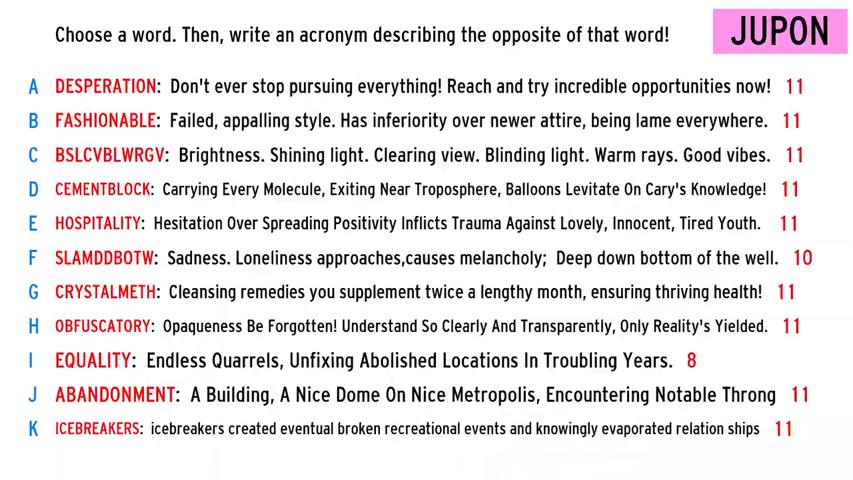 Choose a word. Then, write an acronym describing the opposite of that word!
JUPON
A DESPERATION: Don't ever stop pursuing everything! Reach and try incredible opportunities now! 11
B FASHIONABLE: Failed, appalling style. Has inferiority over newer attire, being lame everywhere. 11
C BSLCVBLWRGV: Brightness. Shining light. Clearing view. Blinding light. Warm rays. Good vibes. 11
D CEMENTBLOCK: Carrying Every Molecule, Exiting Near Troposphere, Balloons Levitate On Cary's Knowledge! 11
E HOSPITALITY: Hesitation Over Spreading Positivity Inflicts Trauma Against Lovely, Innocent, Tired Youth. 11
F SLAMDDBOTW: Sadness. Loneliness approaches,causes melancholy; Deep down bottom of the well. 10
G CRYSTALMETH: Cleansing remedies you supplement twice a lengthy month, ensuring thriving health! 11
H OBFUSCATORY: Opaqueness Be Forgotten! Understand So Clearly And Transparently, Only Reality's Yielded. 11
I EQUALITY: Endless Quarrels, Unfixing Abolished Locations In Troubling Years. 8
J ABANDONMENT: A Building, A Nice Dome On Nice Metropolis, Encountering Notable Throng 11
K ICEBREAKERS: icebreakers created eventual broken recreational events and knowingly evaporated relation ships 11